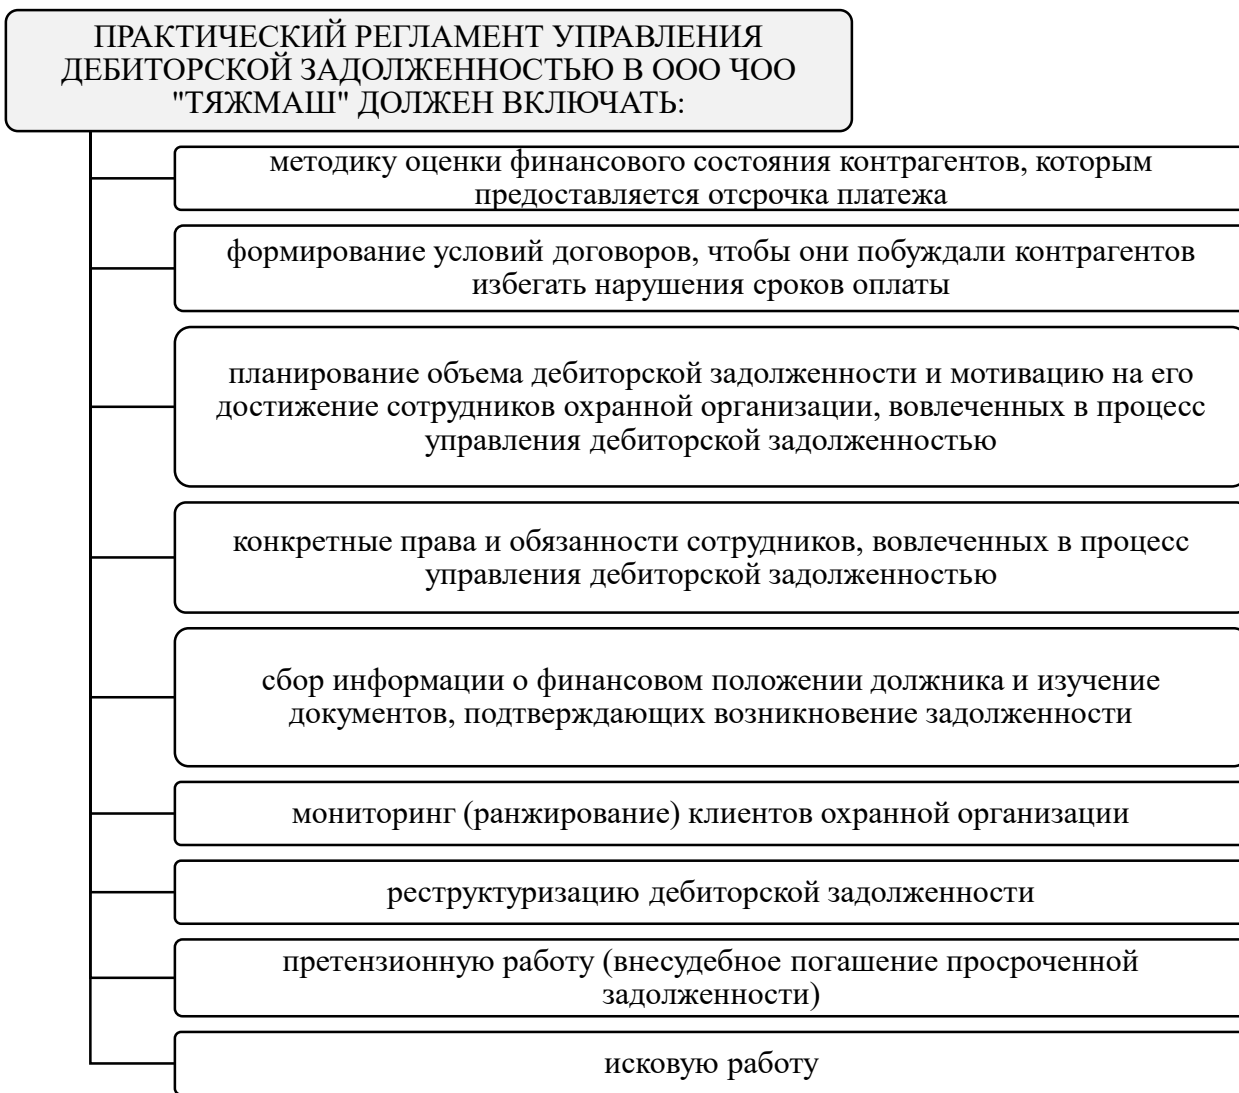 ПРАКТИЧЕСКИЙ РЕГЛАМЕНТ УПРАВЛЕНИЯ
ДЕБИТОРСКОЙ ЗАДОЛЖЕННОСТЬЮ В ООО ЧОО
"ТЯЖМАШ" ДОЛЖЕН ВКЛЮЧАТЬ:
методику оценки финансового состояния контрагентов, которым
предоставляется отсрочка платежа
формирование условий договоров, чтобы они побуждали контрагентов
избегать нарушения сроков оплаты
планирование объема дебиторской задолженности и мотивацию на его
достижение сотрудников охранной организации, вовлеченных в процесс
управления дебиторской задолженностью
конкретные права и обязанности сотрудников, вовлеченных в процесс
управления дебиторской задолженностью
сбор информации о финансовом положении должника и изучение
документов, подтверждающих возникновение задолженности
мониторинг (ранжирование) клиентов охранной организации
реструктуризацию дебиторской задолженности
претензионную работу (внесудебное погашение просроченной
задолженности)
исковую работу